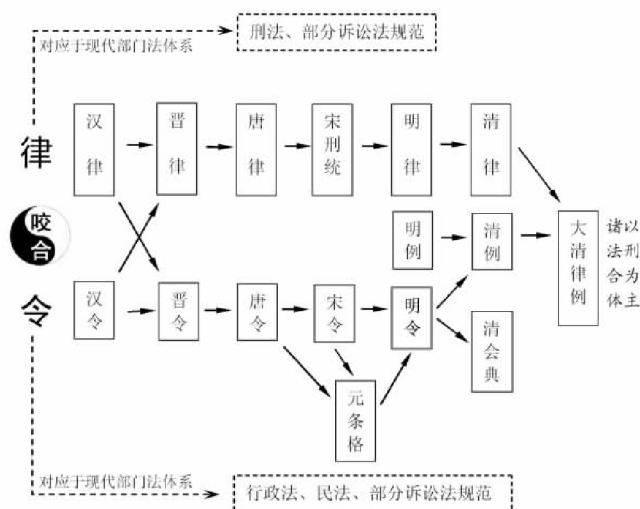 刑法、部分诉讼法规范
对应于现代部门法体系
律
汉律
晋律
唐律
宋刑统
明律
清律
咬合
明例
清例
大清律例
诸法合体
以刑为主
令
汉令
晋令
唐令
宋令
明令
清会典
元条格
对应于现代部门法体系
行政法、民法、部分诉讼法规范